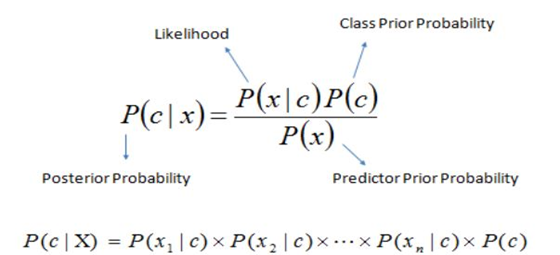 Likelihood
Class Prior Probability
P(c | x) = P(x | c)P(c) / P(x)
Posterior Probability
Predictor Prior Probability
P(c | X) = P(x₁ | c) × P(x₂ | c) × ⋯ × P(xₙ | c) × P(c)